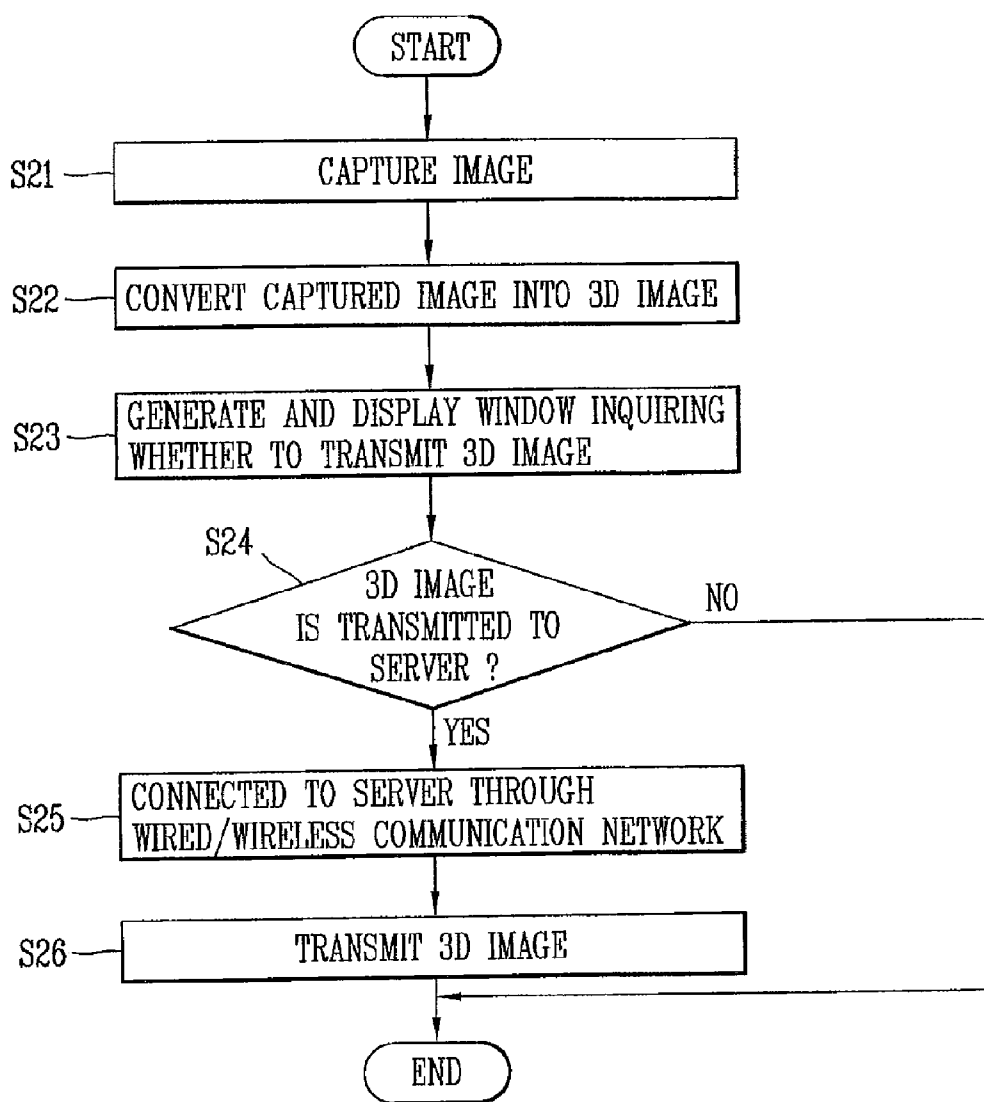 START
S21
CAPTURE IMAGE
S22
CONVERT CAPTURED IMAGE INTO 3D IMAGE
S23
GENERATE AND DISPLAY WINDOW INQUIRING
WHETHER TO TRANSMIT 3D IMAGE
S24
3D IMAGE
IS TRANSMITTED TO
SERVER ?
NO
YES
S25
CONNECTED TO SERVER THROUGH
WIRED/WIRELESS COMMUNICATION NETWORK
S26
TRANSMIT 3D IMAGE
END